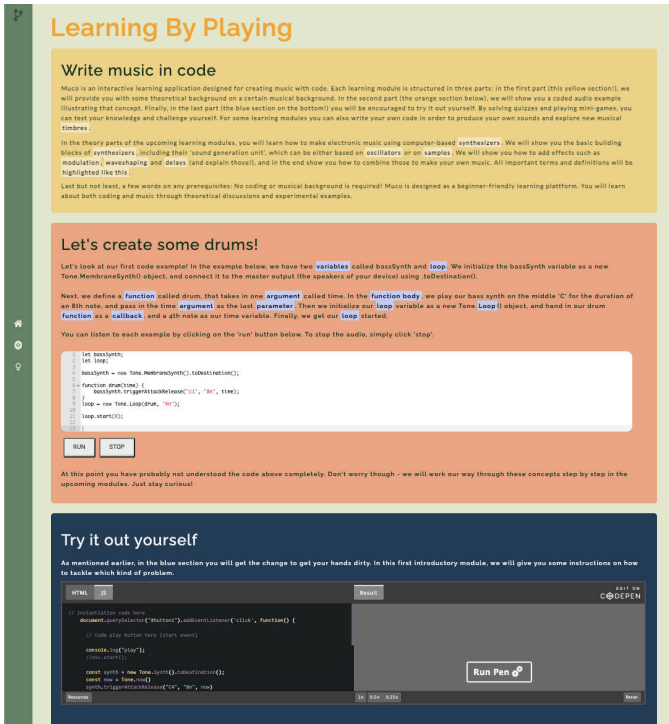 Learning By Playing
Write music in code
Muco is an interactive learning application designed for creating music with code. Each learning module is structured in three parts: in the first part (this yellow section!), we
will provide you with some theoretical background on a certain musical background. In the second part (the orange section below), we will show you a coded audio example
illustrating that concept. Finally, in the last part (the blue section on the bottom!) you will be encouraged to try it out yourself. By solving quizzes and playing mini-games, you
can test your knowledge and challenge yourself. For some learning modules you can also write your own code in order to produce your own sounds and explore new musical
timbres.
In the theory parts of the upcoming learning modules, you will learn how to make electronic music using computer-based synthesizers. We will show you the basic building
blocks of synthesizers, including their 'sound generation unit', which can be either based on oscillators or on samples. We will show you how to add effects such as
modulation, waveshaping and delays (and explain those!), and in the end show you how to combine those to make your own music. All important terms and definitions will be
highlighted like this.
Last but not least, a few words on any prerequisites: No coding or musical background is required! Muco is designed as a beginner-friendly learning plattform. You will learn
about both coding and music through theoretical discussions and experimental examples.
Let's create some drums!
Let's look at our first code example! In the example below, we have two variables called bassSynth and loop. We initialize the bassSynth variable as a new
Tone.MembraneSynth() object, and connect it to the master output (the speakers of your device) using .toDestination().
Next, we define a function called drum, that takes in one argument called time. In the function body, we play our bass synth on the middle 'C' for the duration of
an 8th note, and pass in the time argument as the last parameter. Then we initialize our loop variable as a new Tone.Loop() object, and hand in our drum
function as a callback, and a 4th note as our time variable. Finally, we get our loop started.
You can listen to each example by clicking on the 'run' button below. To stop the audio, simply click 'stop'.
1 let bassSynth;
2 let loop;
3
4 bassSynth = new Tone.MembraneSynth().toDestination();
5
6 function drum(time) {
7 bassSynth.triggerAttackRelease("c1", "8n", time);
8 }
9 loop = new Tone.Loop(drum, "4n");
10
11 loop.start(0);
12
13
RUN STOP
At this point you have probably not understood the code above completely. Don't worry though - we will work our way through these concepts step by step in the
upcoming modules. Just stay curious!
Try it out yourself
As mentioned earlier, in the blue section you will get the change to get your hands dirty. In this first introductory module, we will give you some instructions on how
to tackle which kind of problem.
HTML JS Result EDIT ON
CODEPEN
// Instantiation code here
document.querySelector("#button1").addEventListener('click', function() {
// Code play button here (start event)
console.log("play");
//osc.start();
const synth = new Tone.Synth().toDestination();
const now = Tone.now()
synth.triggerAttackRelease("C4", "8n", now)
Run Pen
Resources 1× 0.5× 0.25× Rerun